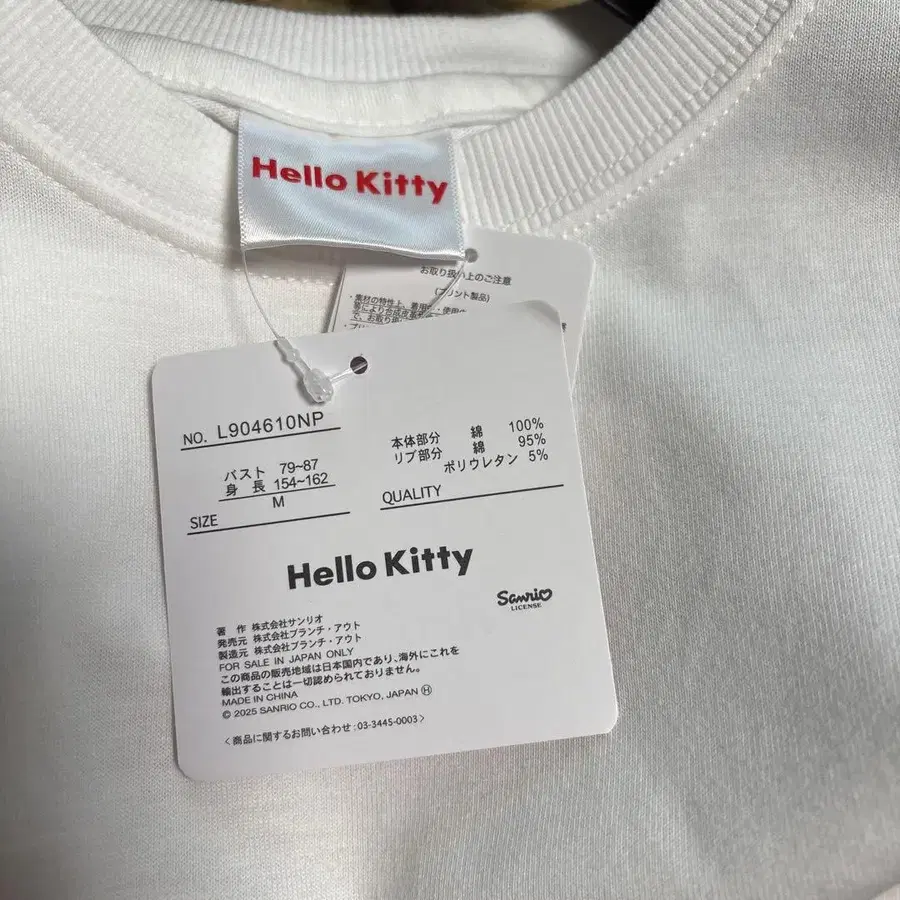 Hello Kitty
お取り扱い上のご注意
(プリント製品)
NO. L904610NP
バスト 79~87
身長 154~162
M
SIZE
本体部分 綿 100%
リブ部分 綿 95%
ポリウレタン 5%
QUALITY
Hello Kitty
Sanrio
LICENSE
著作 株式会社サンリオ
発売元 株式会社ブランチ・アウト
製造元 株式会社ブランチ・アウト
FOR SALE IN JAPAN ONLY
この商品の販売地域は日本国内であり、海外にこれを
輸出することは一切認められておりません。
MADE IN CHINA
© 2025 SANRIO CO., LTD. TOKYO, JAPAN Ⓗ
〈商品に関するお問い合わせ:03-3445-0003〉